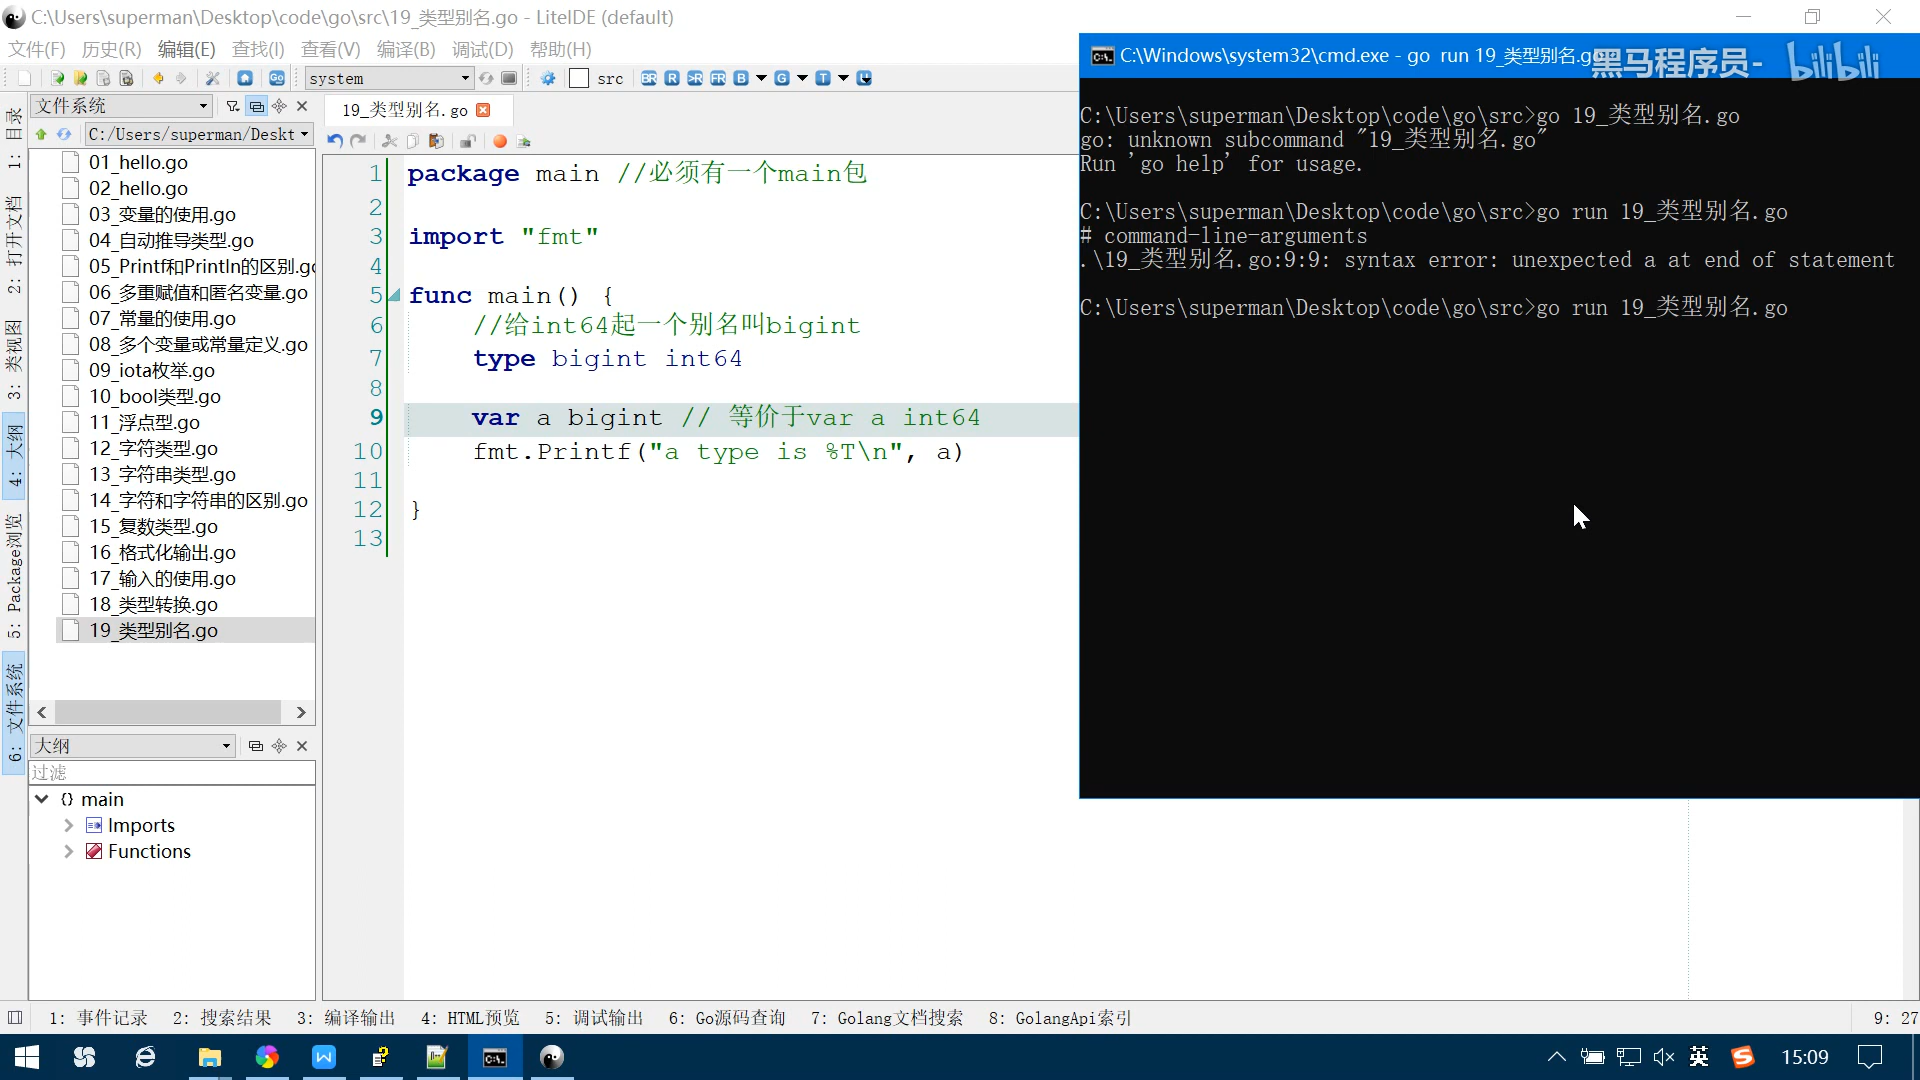 C:\Users\superman\Desktop\code\go\src\19_类型别名.go - LiteIDE (default)
文件(F) 历史(R) 编辑(E) 查找(I) 查看(V) 编译(B) 调试(D) 帮助(H)
system
src
文件系统
C:/Users/superman/Deskt
01_hello.go
02_hello.go
03_变量的使用.go
04_自动推导类型.go
05_Printf和Println的区别.go
06_多重赋值和匿名变量.go
07_常量的使用.go
08_多个变量或常量定义.go
09_iota枚举.go
10_bool类型.go
11_浮点型.go
12_字符类型.go
13_字符串类型.go
14_字符和字符串的区别.go
15_复数类型.go
16_格式化输出.go
17_输入的使用.go
18_类型转换.go
19_类型别名.go
1: 目录
2: 打开文档
3: 类视图
4: 大纲
5: Package浏览
6: 文件系统
大纲
过滤
{} main
Imports
Functions
19_类型别名.go
1 package main //必须有一个main包
2
3 import "fmt"
4
5 func main() {
6 //给int64起一个别名叫bigint
7 type bigint int64
8
9 var a bigint // 等价于var a int64
10 fmt.Printf("a type is %T\n", a)
11
12 }
13
C:\Windows\system32\cmd.exe - go run 19_类型别名.go
黑马程序员- bilibili
C:\Users\superman\Desktop\code\go\src>go 19_类型别名.go
go: unknown subcommand "19_类型别名.go"
Run 'go help' for usage.
C:\Users\superman\Desktop\code\go\src>go run 19_类型别名.go
# command-line-arguments
.\19_类型别名.go:9:9: syntax error: unexpected a at end of statement
C:\Users\superman\Desktop\code\go\src>go run 19_类型别名.go
1: 事件记录 2: 搜索结果 3: 编译输出 4: HTML预览 5: 调试输出 6: Go源码查询 7: Golang文档搜索 8: GolangApi索引
9: 27
英
15:09